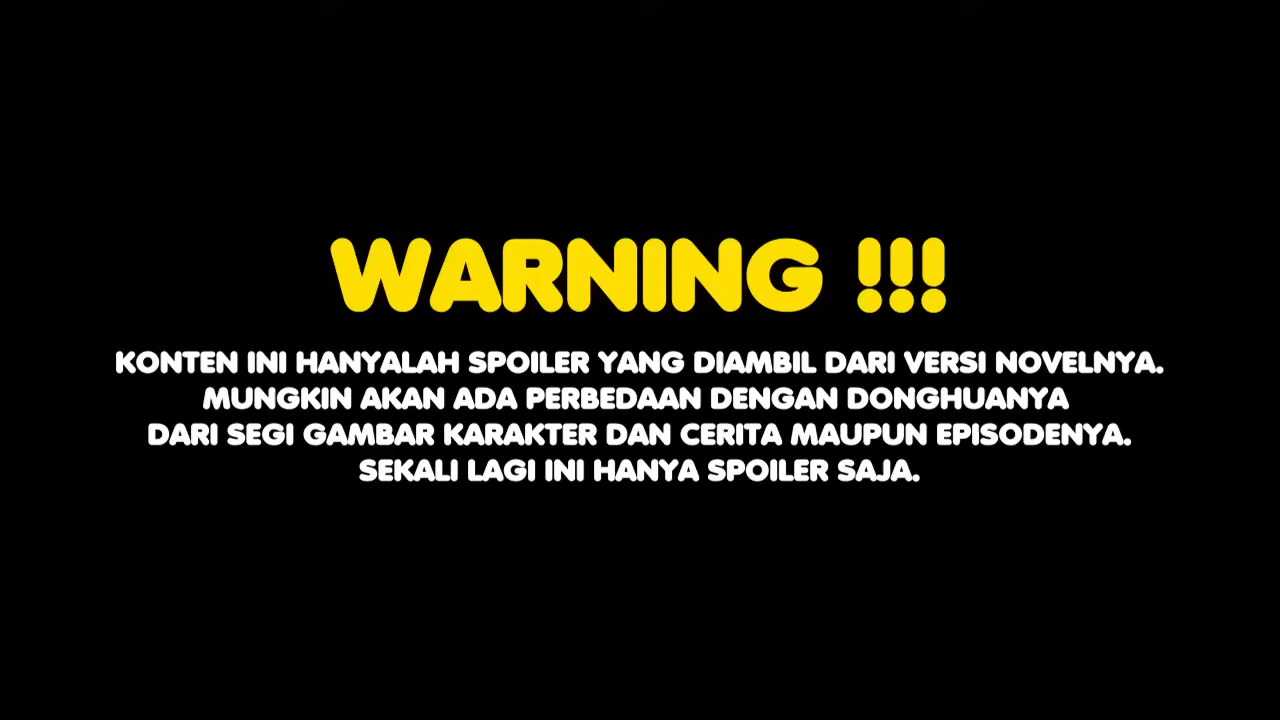 WARNING !!!
KONTEN INI HANYALAH SPOILER YANG DIAMBIL DARI VERSI NOVELNYA.
MUNGKIN AKAN ADA PERBEDAAN DENGAN DONGHUANYA
DARI SEGI GAMBAR KARAKTER DAN CERITA MAUPUN EPISODENYA.
SEKALI LAGI INI HANYA SPOILER SAJA.